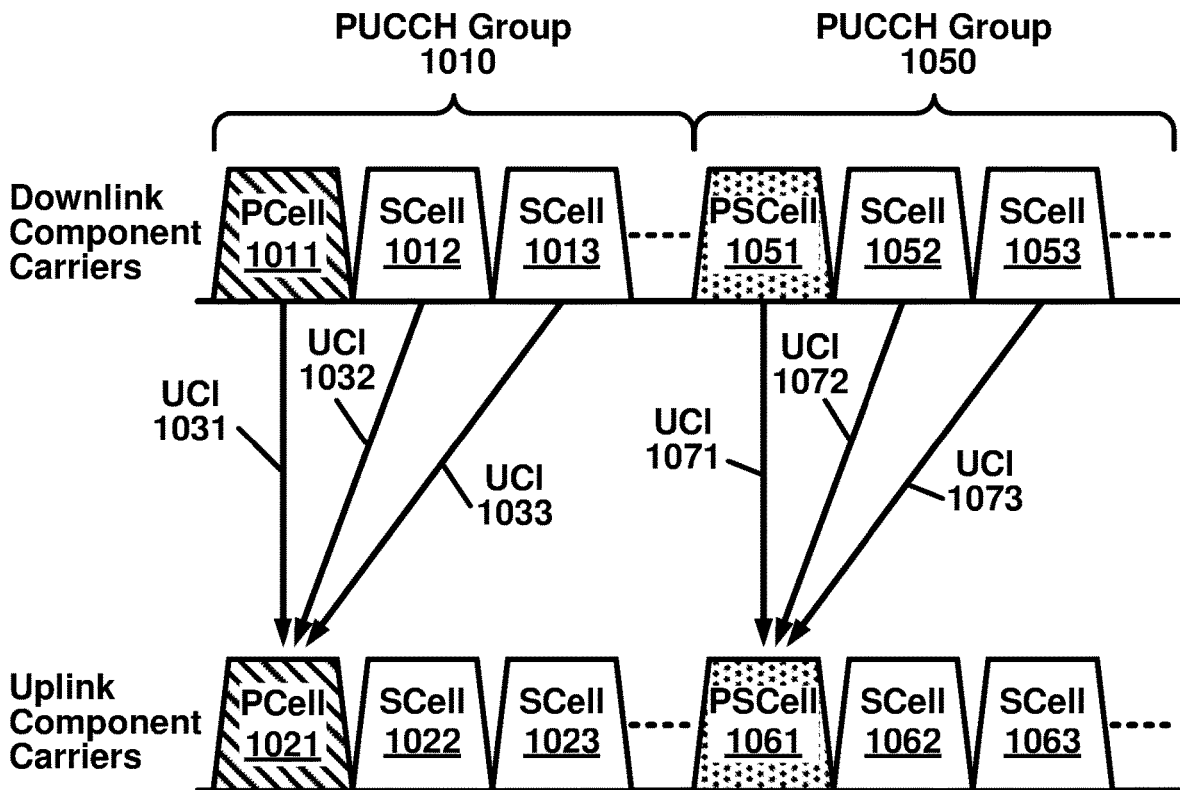 PUCCH Group
1010
PUCCH Group
1050
Downlink
Component
Carriers
PCell
1011
SCell
1012
SCell
1013
PSCell
1051
SCell
1052
SCell
1053
UCI
1031
UCI
1032
UCI
1033
UCI
1071
UCI
1072
UCI
1073
Uplink
Component
Carriers
PCell
1021
SCell
1022
SCell
1023
PSCell
1061
SCell
1062
SCell
1063